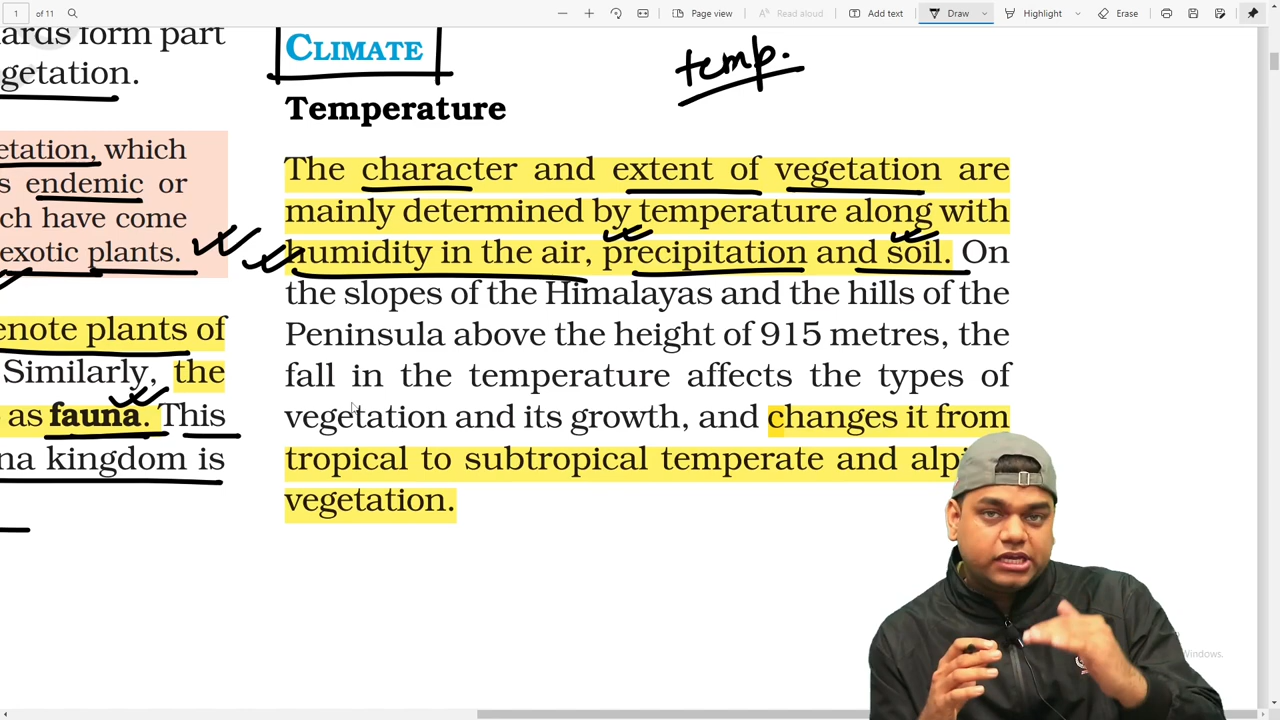 1 of 11
Page view
Read aloud
Add text
Draw
Highlight
Erase
ards form part
getation.
etation, which
s endemic or
ch have come
exotic plants.
enote plants of
Similarly, the
as fauna. This
na kingdom is
CLIMATE
temp.
Temperature
The character and extent of vegetation are
mainly determined by temperature along with
humidity in the air, precipitation and soil. On
the slopes of the Himalayas and the hills of the
Peninsula above the height of 915 metres, the
fall in the temperature affects the types of
vegetation and its growth, and changes it from
tropical to subtropical temperate and alpi
vegetation.
Windows.